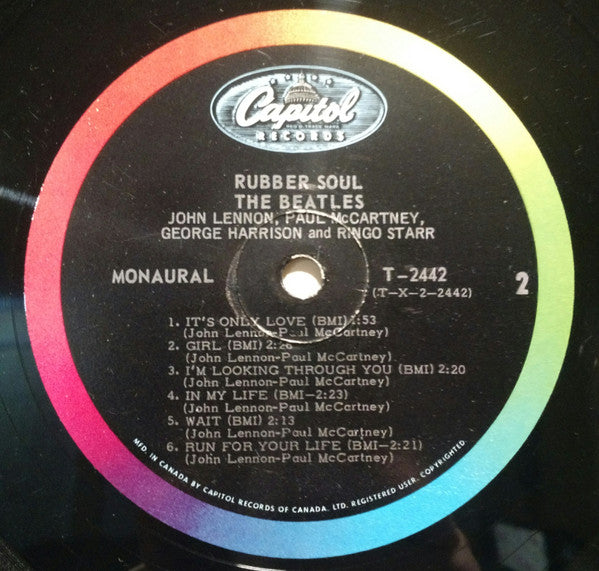 Capitol
RECORDS
RUBBER SOUL
THE BEATLES
JOHN LENNON, PAUL McCARTNEY,
GEORGE HARRISON and RINGO STARR
MONAURAL
T-2442
(T-X-2-2442)
2
1. IT'S ONLY LOVE (BMI) 1:53
(John Lennon-Paul McCartney)
2. GIRL (BMI) 2:26
(John Lennon-Paul McCartney)
3. I'M LOOKING THROUGH YOU (BMI) 2:20
(John Lennon-Paul McCartney)
4. IN MY LIFE (BMI-2:23)
(John Lennon-Paul McCartney)
5. WAIT (BMI) 2:13
(John Lennon-Paul McCartney)
6. RUN FOR YOUR LIFE (BMI-2:21)
(John Lennon-Paul McCartney)
MFD. IN CANADA BY CAPITOL RECORDS OF CANADA. LTD. REGISTERED USER. COPYRIGHTED.